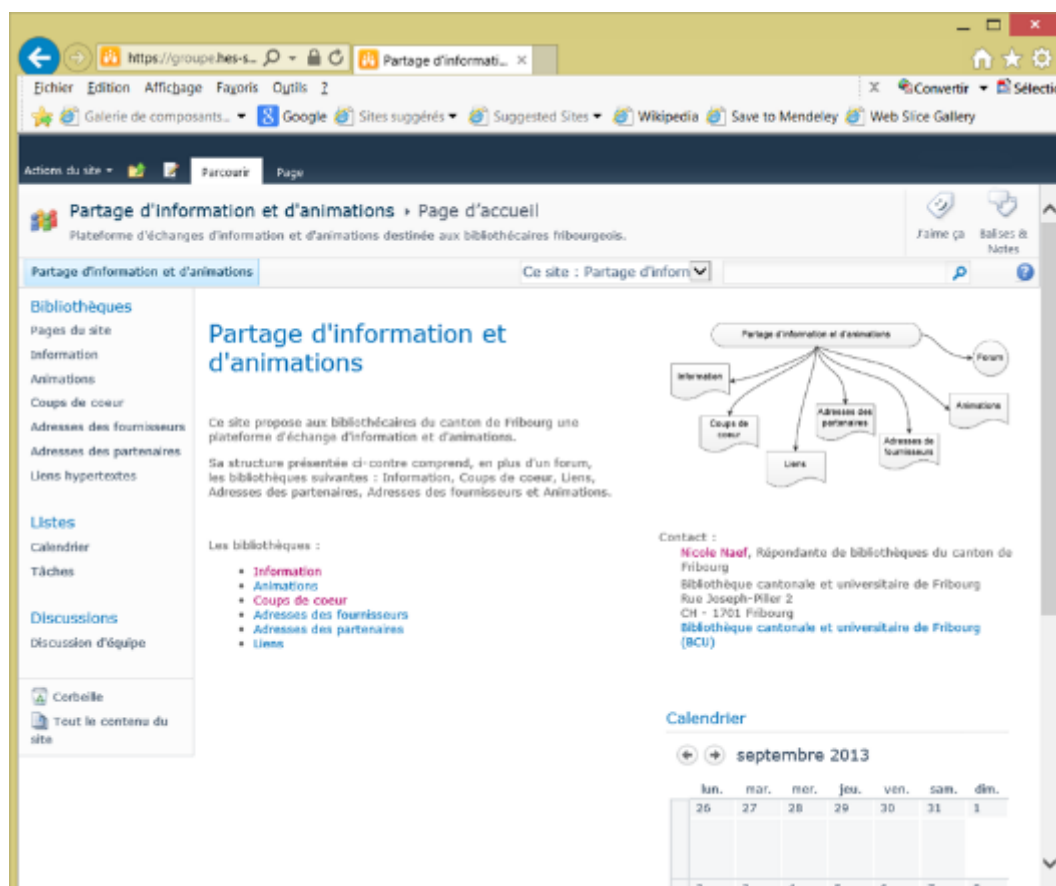 https://groupe.hes-s...
Partage d'informati...
Fichier Edition Affichage Favoris Outils ?
x Convertir Sélectio
Galerie de composants... Google Sites suggérés Suggested Sites Wikipedia Save to Mendeley Web Slice Gallery
Actions du site Parcourir Page
Partage d'information et d'animations Page d'accueil
Plateforme d'échanges d'information et d'animations destinée aux bibliothécaires fribourgeois.
J'aime ça
Balises & Notes
Partage d'information et d'animations
Ce site : Partage d'inform
Bibliothèques
Pages du site
Information
Animations
Coups de coeur
Adresses des fournisseurs
Adresses des partenaires
Liens hypertextes
Listes
Calendrier
Tâches
Discussions
Discussion d'équipe
Corbeille
Tout le contenu du
site
Partage d'information et
d'animations
Ce site propose aux bibliothécaires du canton de Fribourg une
plateforme d'échange d'information et d'animations.
Sa structure présentée ci-contre comprend, en plus d'un forum,
les bibliothèques suivantes : Information, Coups de coeur, Liens,
Adresses des partenaires, Adresses des fournisseurs et Animations.
Les bibliothèques :
Information
Animations
Coups de coeur
Adresses des fournisseurs
Adresses des partenaires
Liens
Partage d'information et d'animations
Forum
Information
Animations
Coups de
coeur
Adresses des
partenaires
Adresses de
fournisseurs
Liens
Contact :
Nicole Naef, Répondante de bibliothèques du canton de
Fribourg
Bibliothèque cantonale et universitaire de Fribourg
Rue Joseph-Piller 2
CH - 1701 Fribourg
Bibliothèque cantonale et universitaire de Fribourg
(BCU)
Calendrier
septembre 2013
lun. mar. mer. jeu. ven. sam. dim.
26 27 28 29 30 31 1